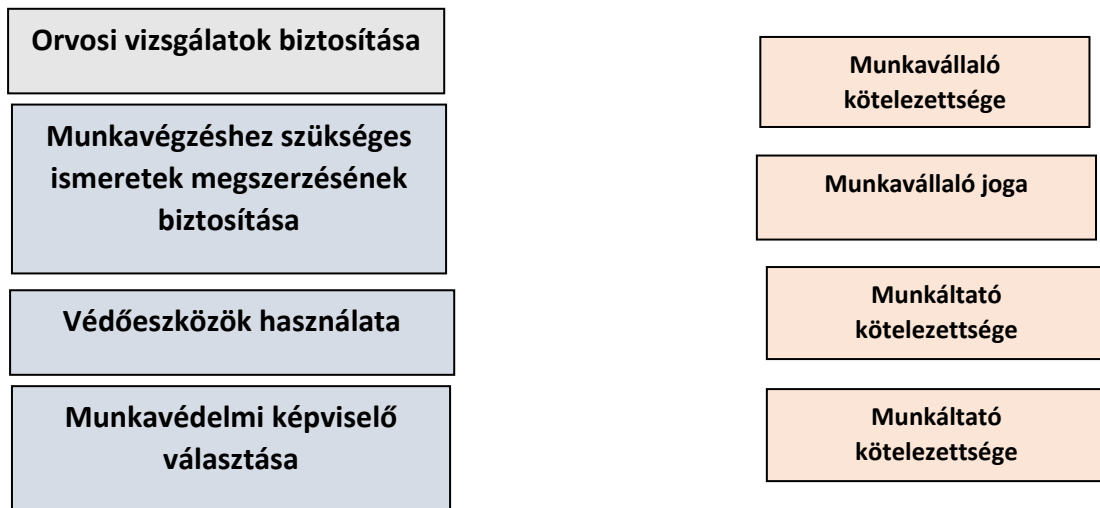 Orvosi vizsgálatok biztosítása
Munkavégzéshez szükséges
ismeretek megszerzésének
biztosítása
Védőeszközök használata
Munkavédelmi képviselő
választása
Munkavállaló
kötelezettsége
Munkavállaló joga
Munkáltató
kötelezettsége
Munkáltató
kötelezettsége